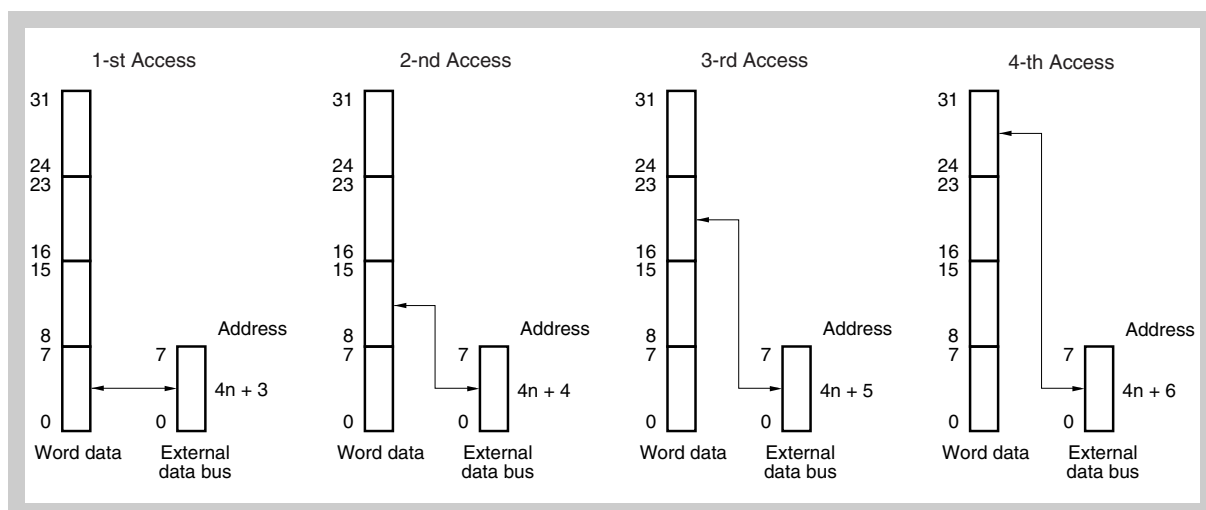 1-st Access
31
24
23
16
15
8
7
0
Word data
Address
7
4n + 3
0
External
data bus
2-nd Access
31
24
23
16
15
8
7
0
Word data
Address
7
4n + 4
0
External
data bus
3-rd Access
31
24
23
16
15
8
7
0
Word data
Address
7
4n + 5
0
External
data bus
4-th Access
31
24
23
16
15
8
7
0
Word data
Address
7
4n + 6
0
External
data bus